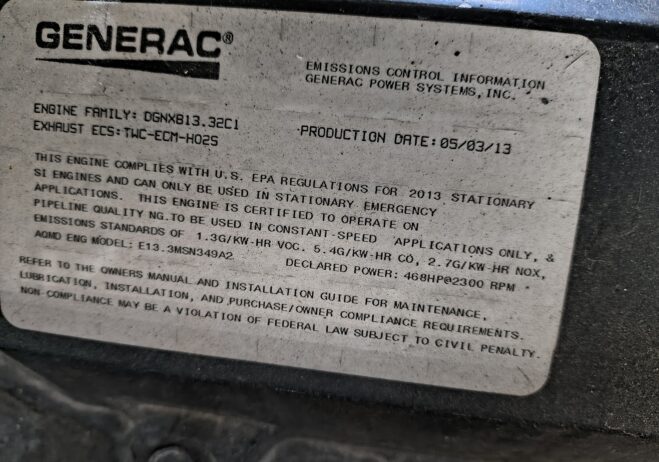 GENERAC®
EMISSIONS CONTROL INFORMATION
GENERAC POWER SYSTEMS, INC.
ENGINE FAMILY: DGNXB13.32C1
EXHAUST ECS: TWC-ECM-HO2S
PRODUCTION DATE: 05/03/13
THIS ENGINE COMPLIES WITH U.S. EPA REGULATIONS FOR 2013 STATIONARY
SI ENGINES AND CAN ONLY BE USED IN STATIONARY EMERGENCY
APPLICATIONS. THIS ENGINE IS CERTIFIED TO OPERATE ON
PIPELINE QUALITY NG.TO BE USED IN CONSTANT-SPEED APPLICATIONS ONLY, &
EMISSIONS STANDARDS OF 1.3G/KW-HR VOC. 5.4G/KW-HR CO, 2.7G/KW-HR NOX,
AQMD ENG MODEL: E13.3MSN349A2 DECLARED POWER: 468HP@2300 RPM
REFER TO THE OWNERS MANUAL AND INSTALLATION GUIDE FOR MAINTENANCE,
LUBRICATION, INSTALLATION, AND PURCHASE/OWNER COMPLIANCE REQUIREMENTS.
NON-COMPLIANCE MAY BE A VIOLATION OF FEDERAL LAW SUBJECT TO CIVIL PENALTY.